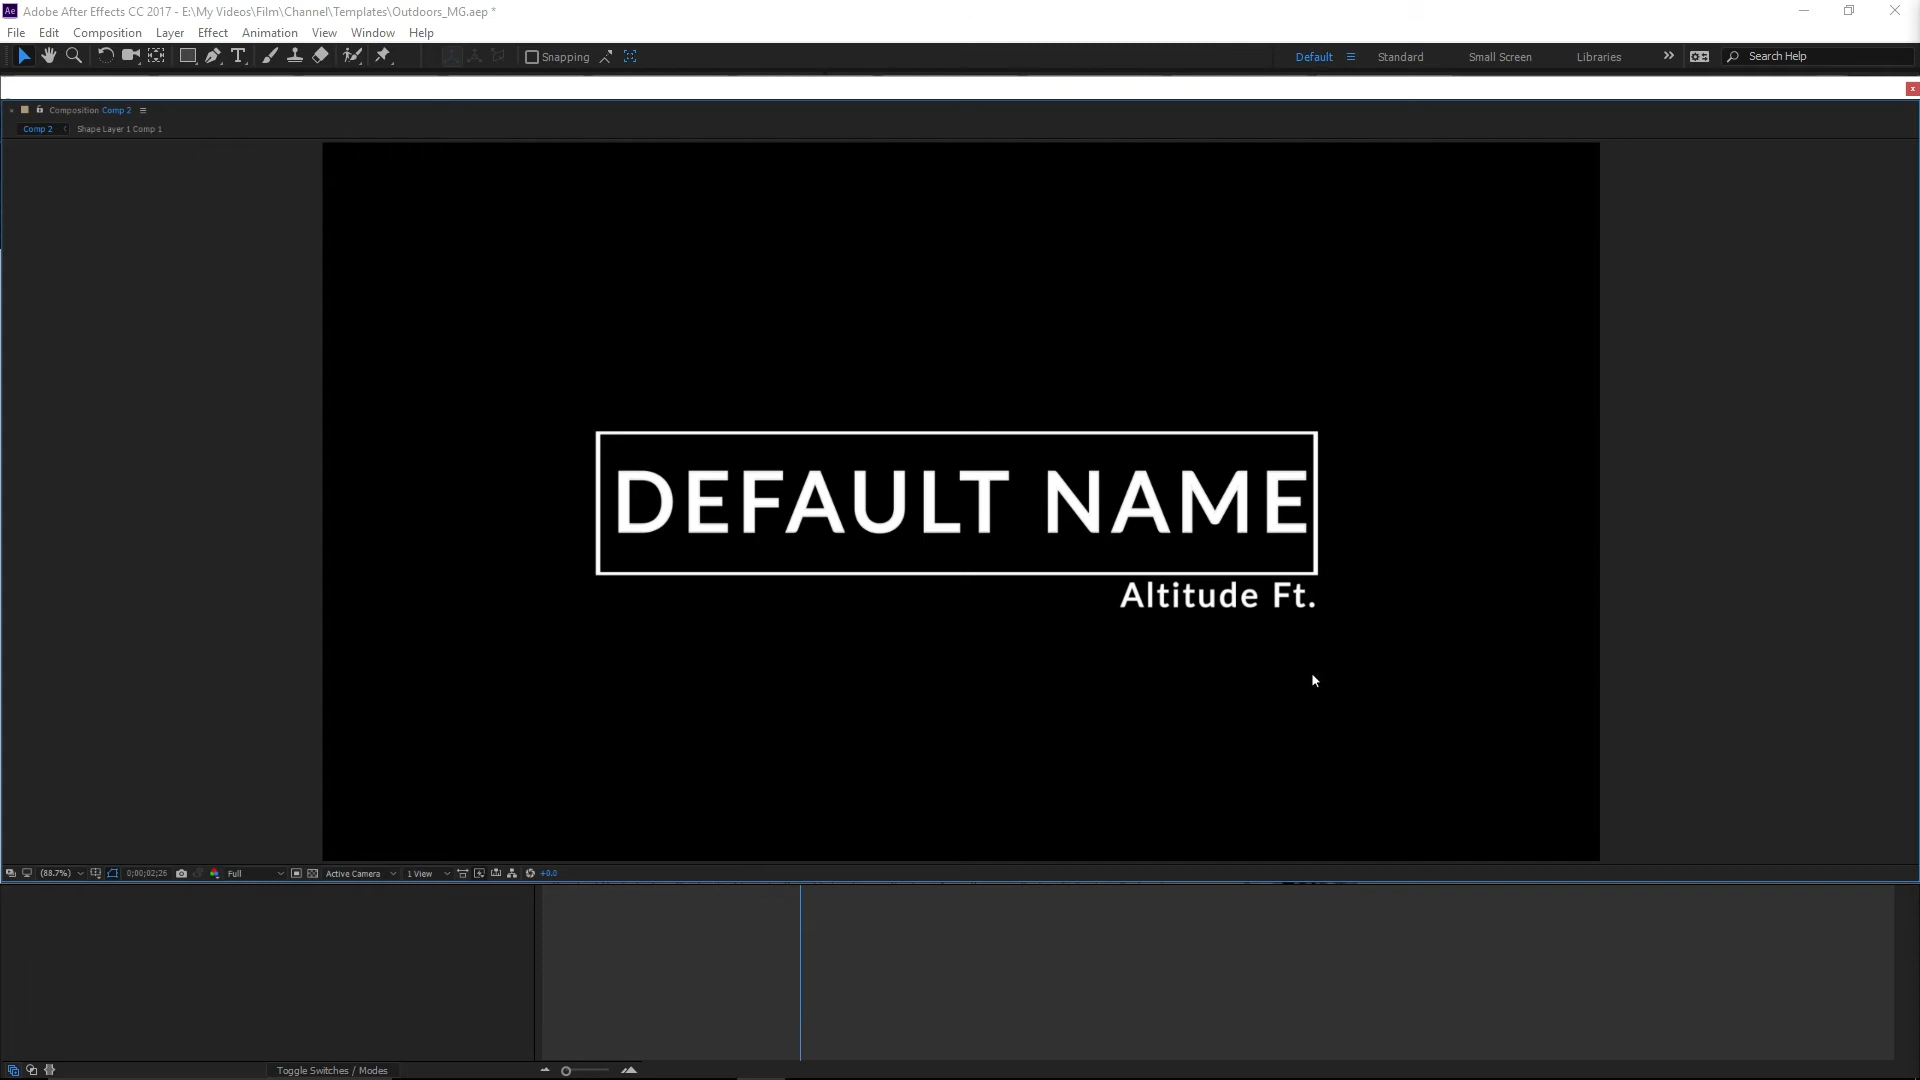 Ae Adobe After Effects CC 2017 - E:\My Videos\Film\Channel\Templates\Outdoors_MG.aep *
File Edit Composition Layer Effect Animation View Window Help
Snapping Default Standard Small Screen Libraries Search Help
Composition Comp 2
Comp 2 Shape Layer 1 Comp 1
DEFAULT NAME
Altitude Ft.
(88.7%) 0;00;02;26 Full Active Camera 1 View +0.0
Toggle Switches / Modes